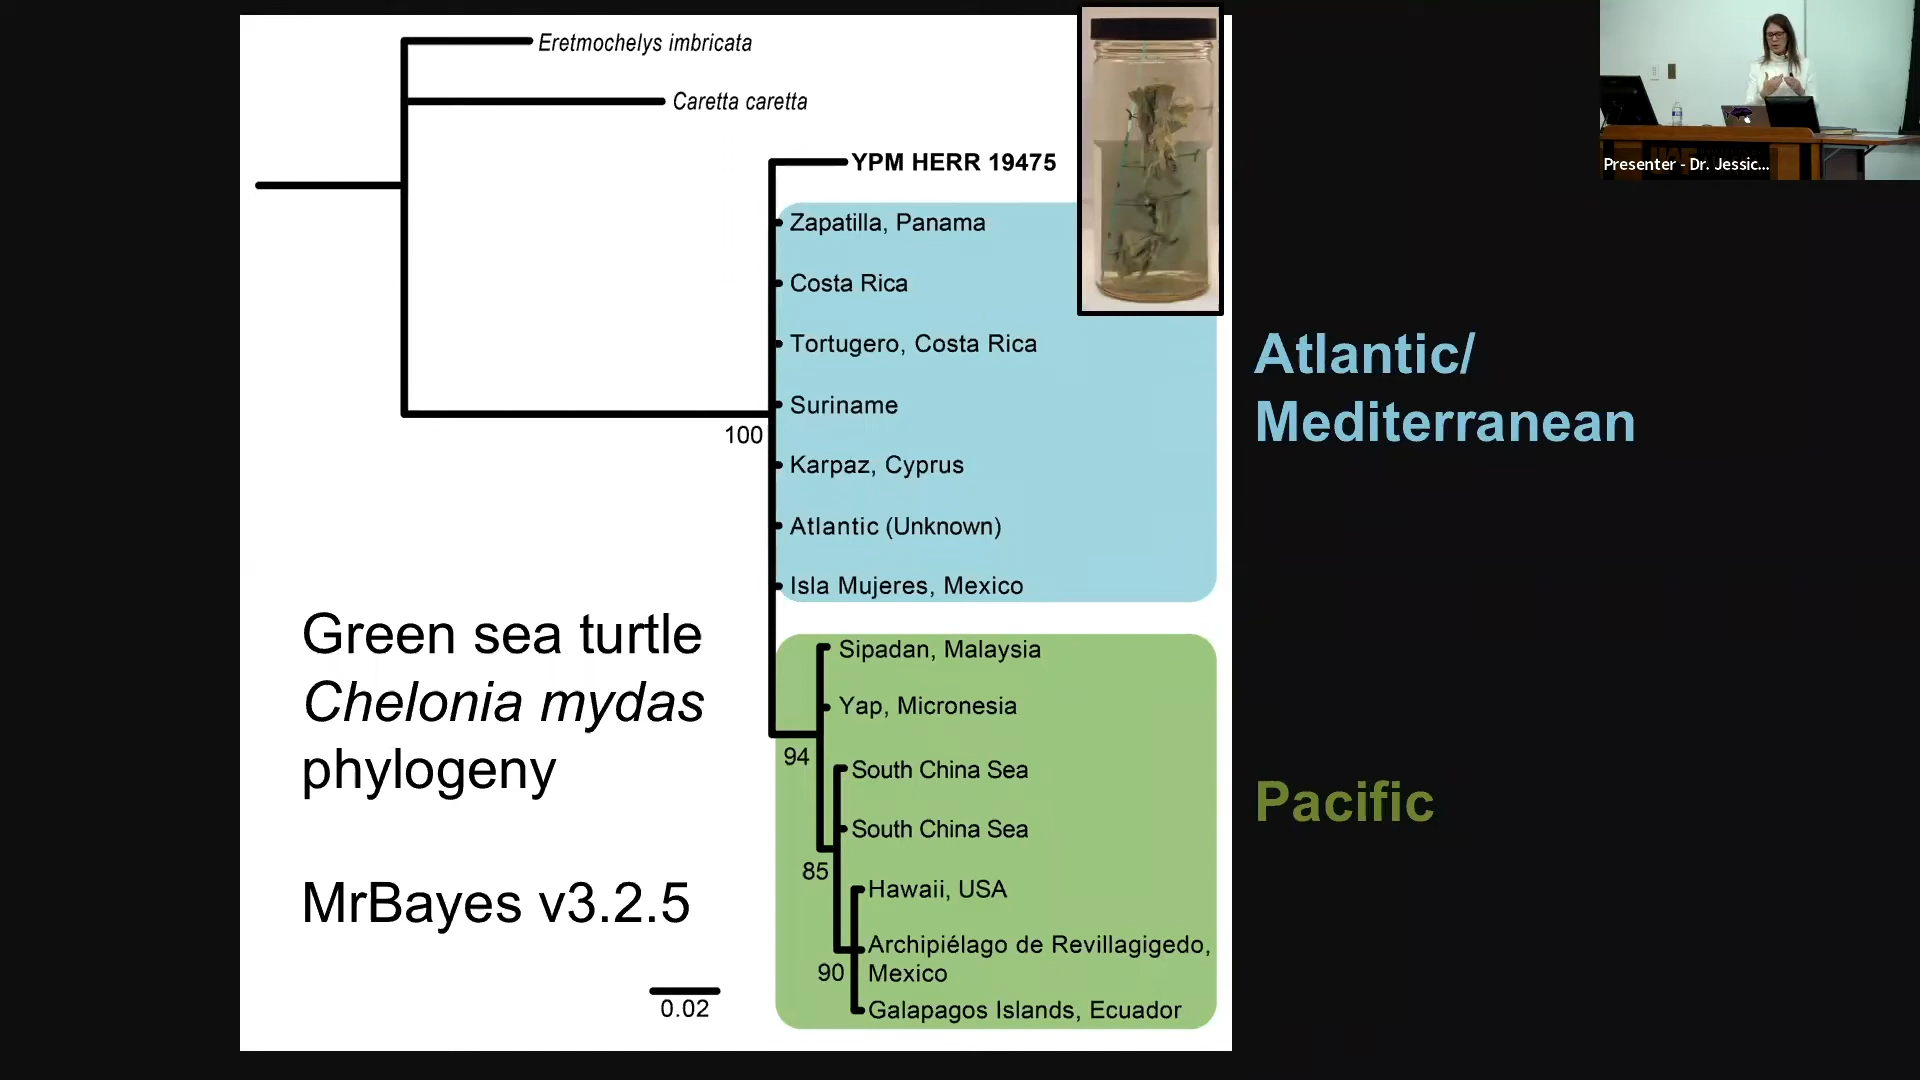 Eretmochelys imbricata
Caretta caretta
YPM HERR 19475
Zapatilla, Panama
Costa Rica
Tortugero, Costa Rica
Suriname
100
Karpaz, Cyprus
Atlantic (Unknown)
Isla Mujeres, Mexico
Sipadan, Malaysia
Yap, Micronesia
94
South China Sea
South China Sea
85
Hawaii, USA
Archipiélago de Revillagigedo,
Mexico
90
Galapagos Islands, Ecuador
Green sea turtle
Chelonia mydas
phylogeny
MrBayes v3.2.5
0.02
Atlantic/
Mediterranean
Pacific
Presenter - Dr. Jessic...